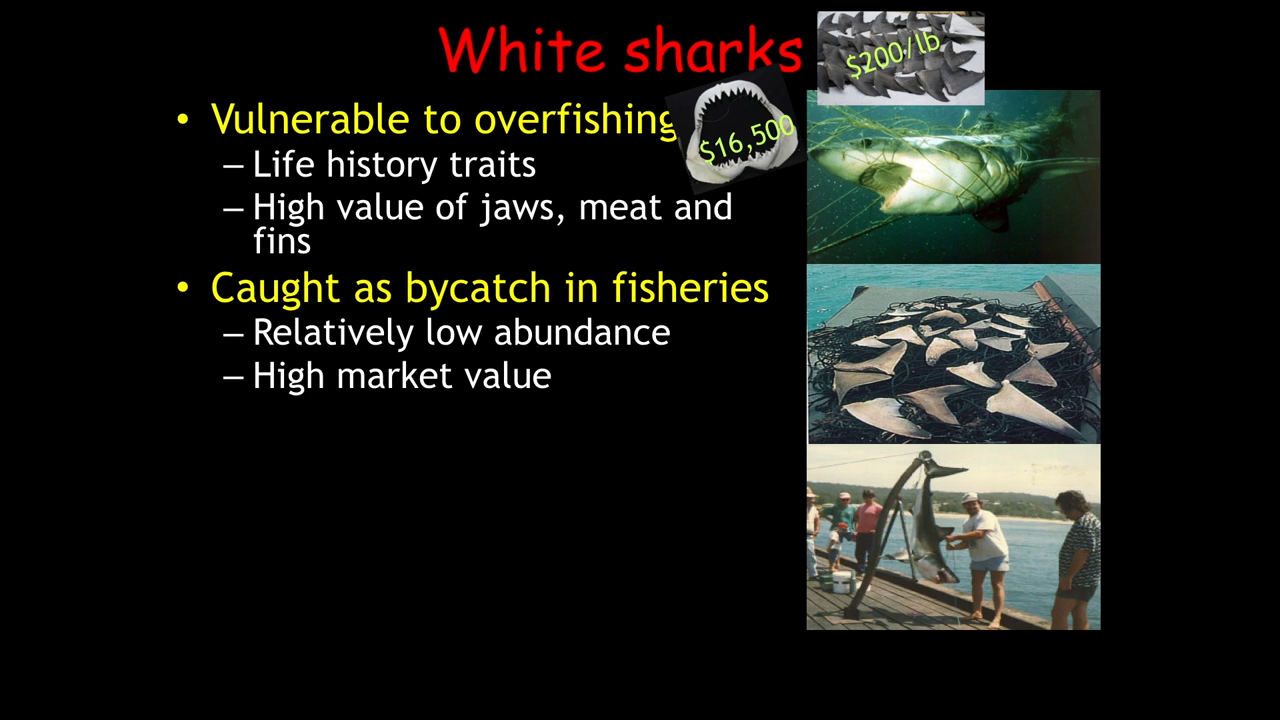 White sharks
$200/lb
• Vulnerable to overfishing
$16,500
– Life history traits
– High value of jaws, meat and
fins
• Caught as bycatch in fisheries
– Relatively low abundance
– High market value